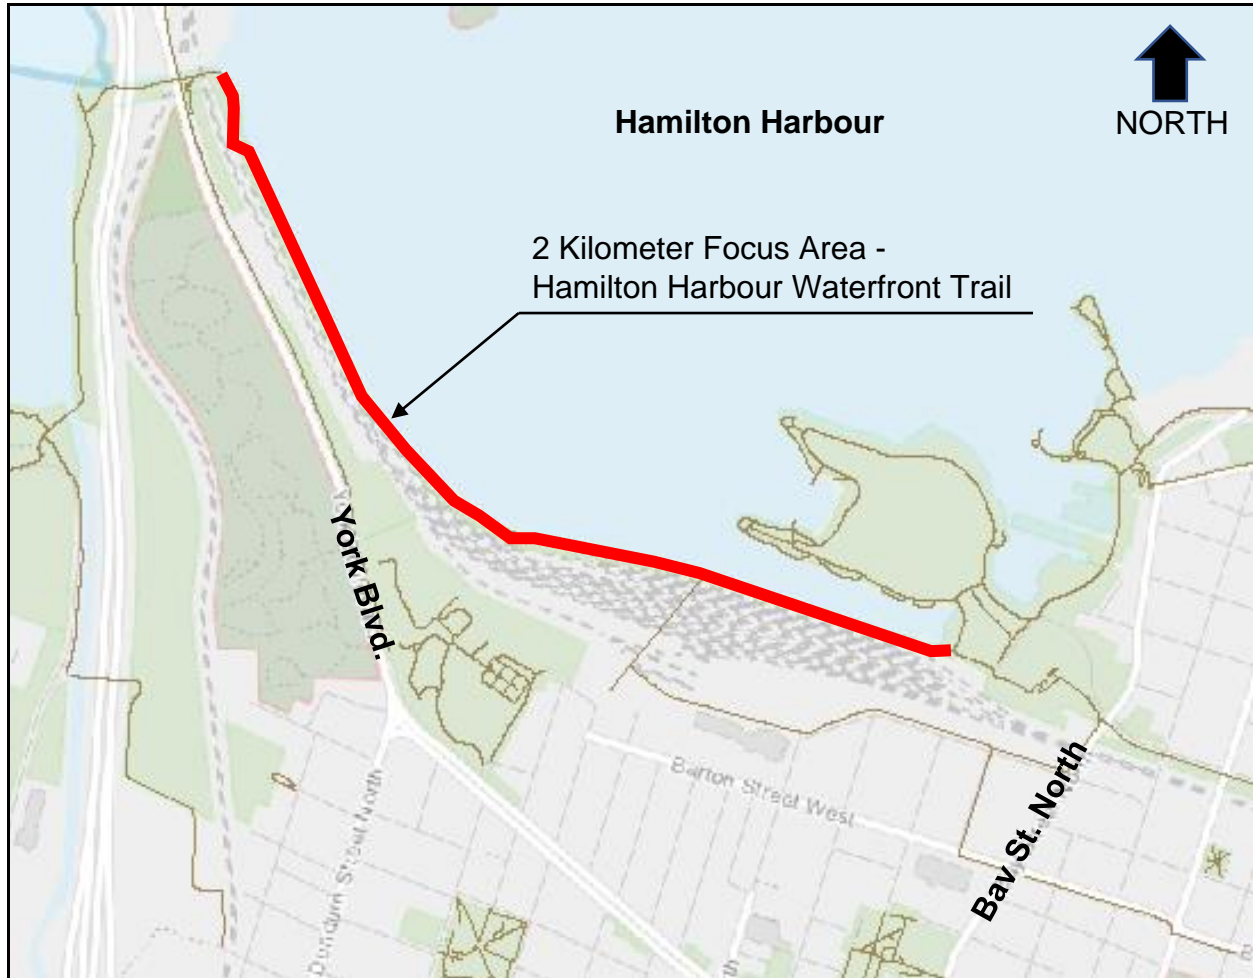 Hamilton Harbour
NORTH
2 Kilometer Focus Area -
Hamilton Harbour Waterfront Trail
York Blvd.
Barton Street West
Bay St. North
Dundurn Street North